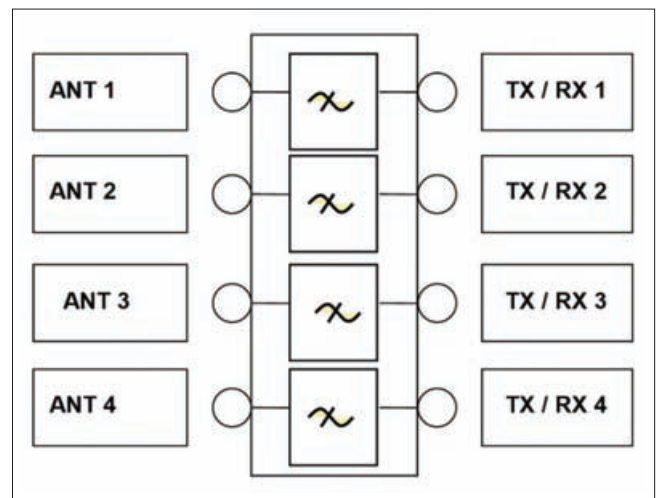 ANT 1 TX / RX 1
ANT 2 TX / RX 2
ANT 3 TX / RX 3
ANT 4 TX / RX 4